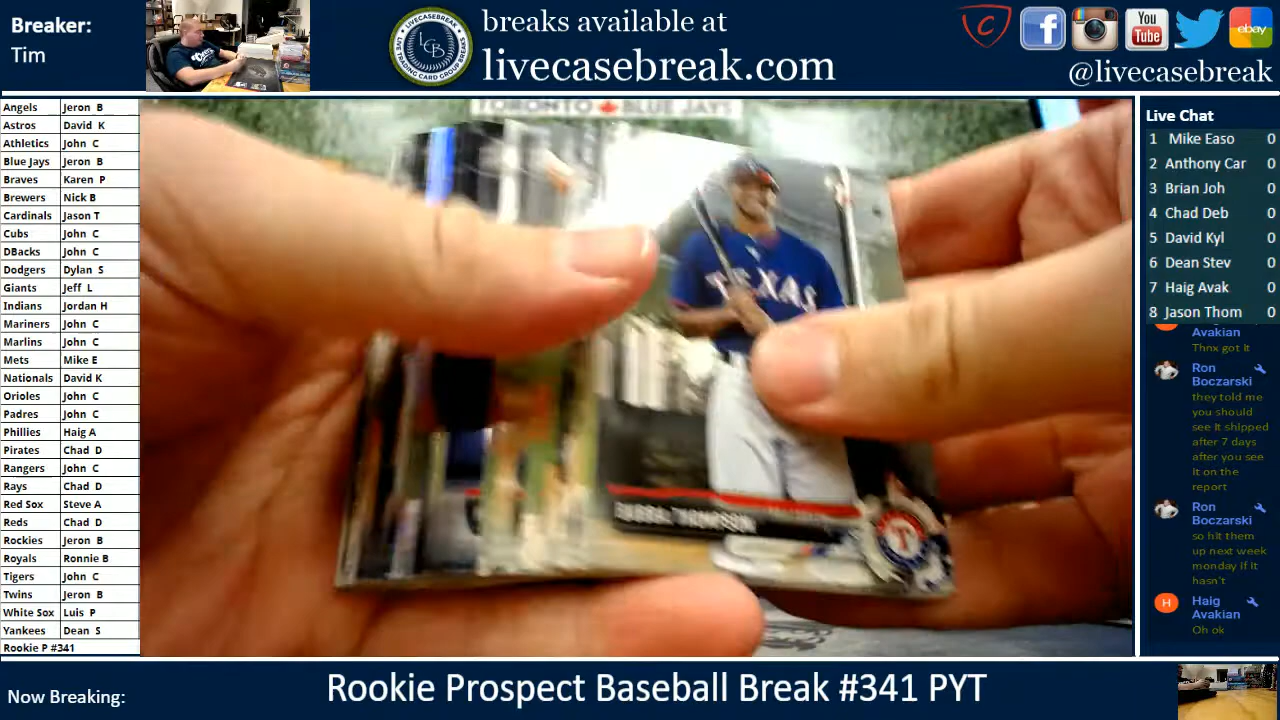 Breaker:
Tim
breaks available at
livecasebreak.com
You
Tube
ebay
@livecasebreak
LCB
Angels Jeron B
Astros David K
Athletics John C
Blue Jays Jeron B
Braves Karen P
Brewers Nick B
Cardinals Jason T
Cubs John C
DBacks John C
Dodgers Dylan S
Giants Jeff L
Indians Jordan H
Mariners John C
Marlins John C
Mets Mike E
Nationals David K
Orioles John C
Padres John C
Phillies Haig A
Pirates Chad D
Rangers John C
Rays Chad D
Red Sox Steve A
Reds Chad D
Rockies Jeron B
Royals Ronnie B
Tigers John C
Twins Jeron B
White Sox Luis P
Yankees Dean S
Rookie P #341
TORONTO BLUE JAYS
TEXAS
BUBBA THOMPSON
T
Live Chat
1 Mike Easo 0
2 Anthony Car 0
3 Brian Joh 0
4 Chad Deb 0
5 David Kyl 0
6 Dean Stev 0
7 Haig Avak 0
8 Jason Thom 0
Avakian
Thnx got It
Ron
Boczarski
they told me
you should
see it shipped
after 7 days
after you see
it on the
report
Ron
Boczarski
so hit them
up next week
monday if it
hasn't
H
Haig
Avakian
Oh ok
Now Breaking:
Rookie Prospect Baseball Break #341 PYT